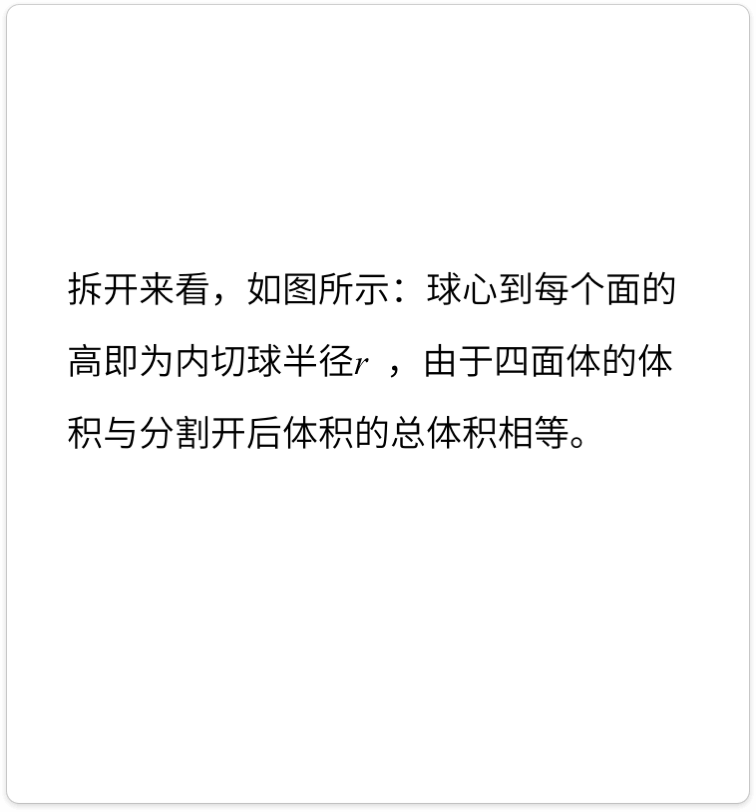 拆开来看，如图所示：球心到每个面的
高即为内切球半径r ，由于四面体的体
积与分割开后体积的总体积相等。